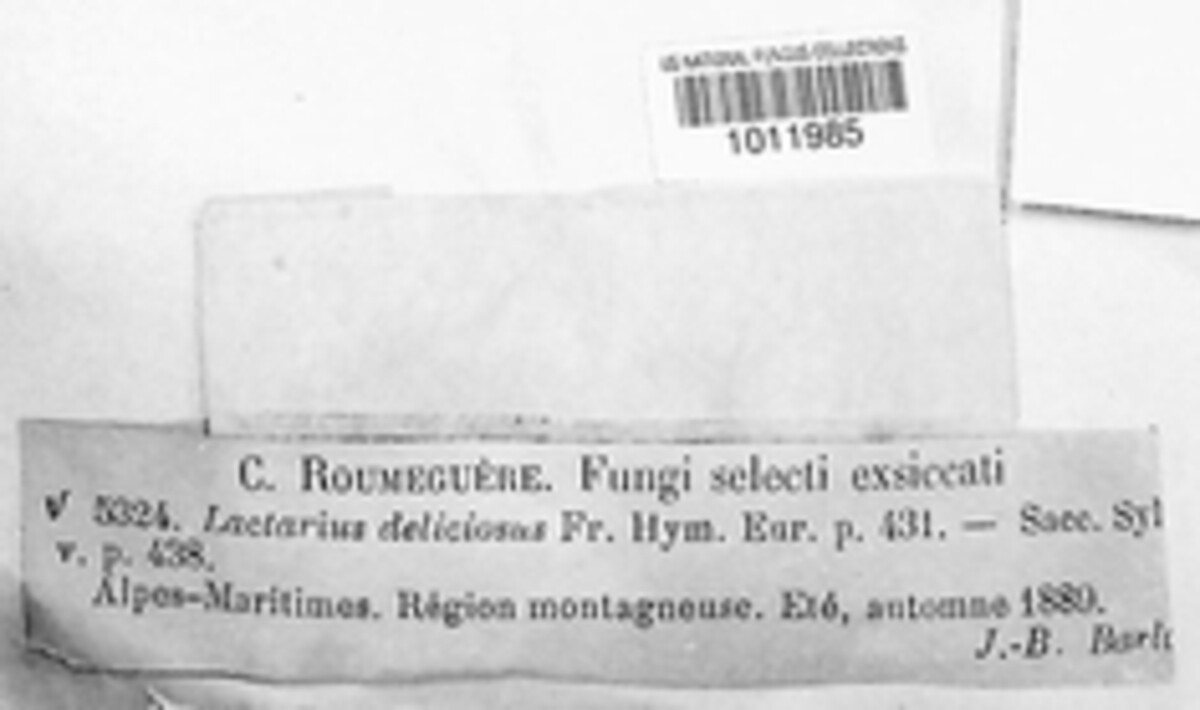 US NATIONAL FUNGUS COLLECTIONS
1011985
C. ROUMEGUÈRE. Fungi selecti exsiccati
5324. Lactarius deliciosus Fr. Hym. Eur. p. 431. — Sacc. Syl
v. p. 438.
Alpes-Maritimes. Région montagneuse. Eté, automne 1889.
J.-B. Barl